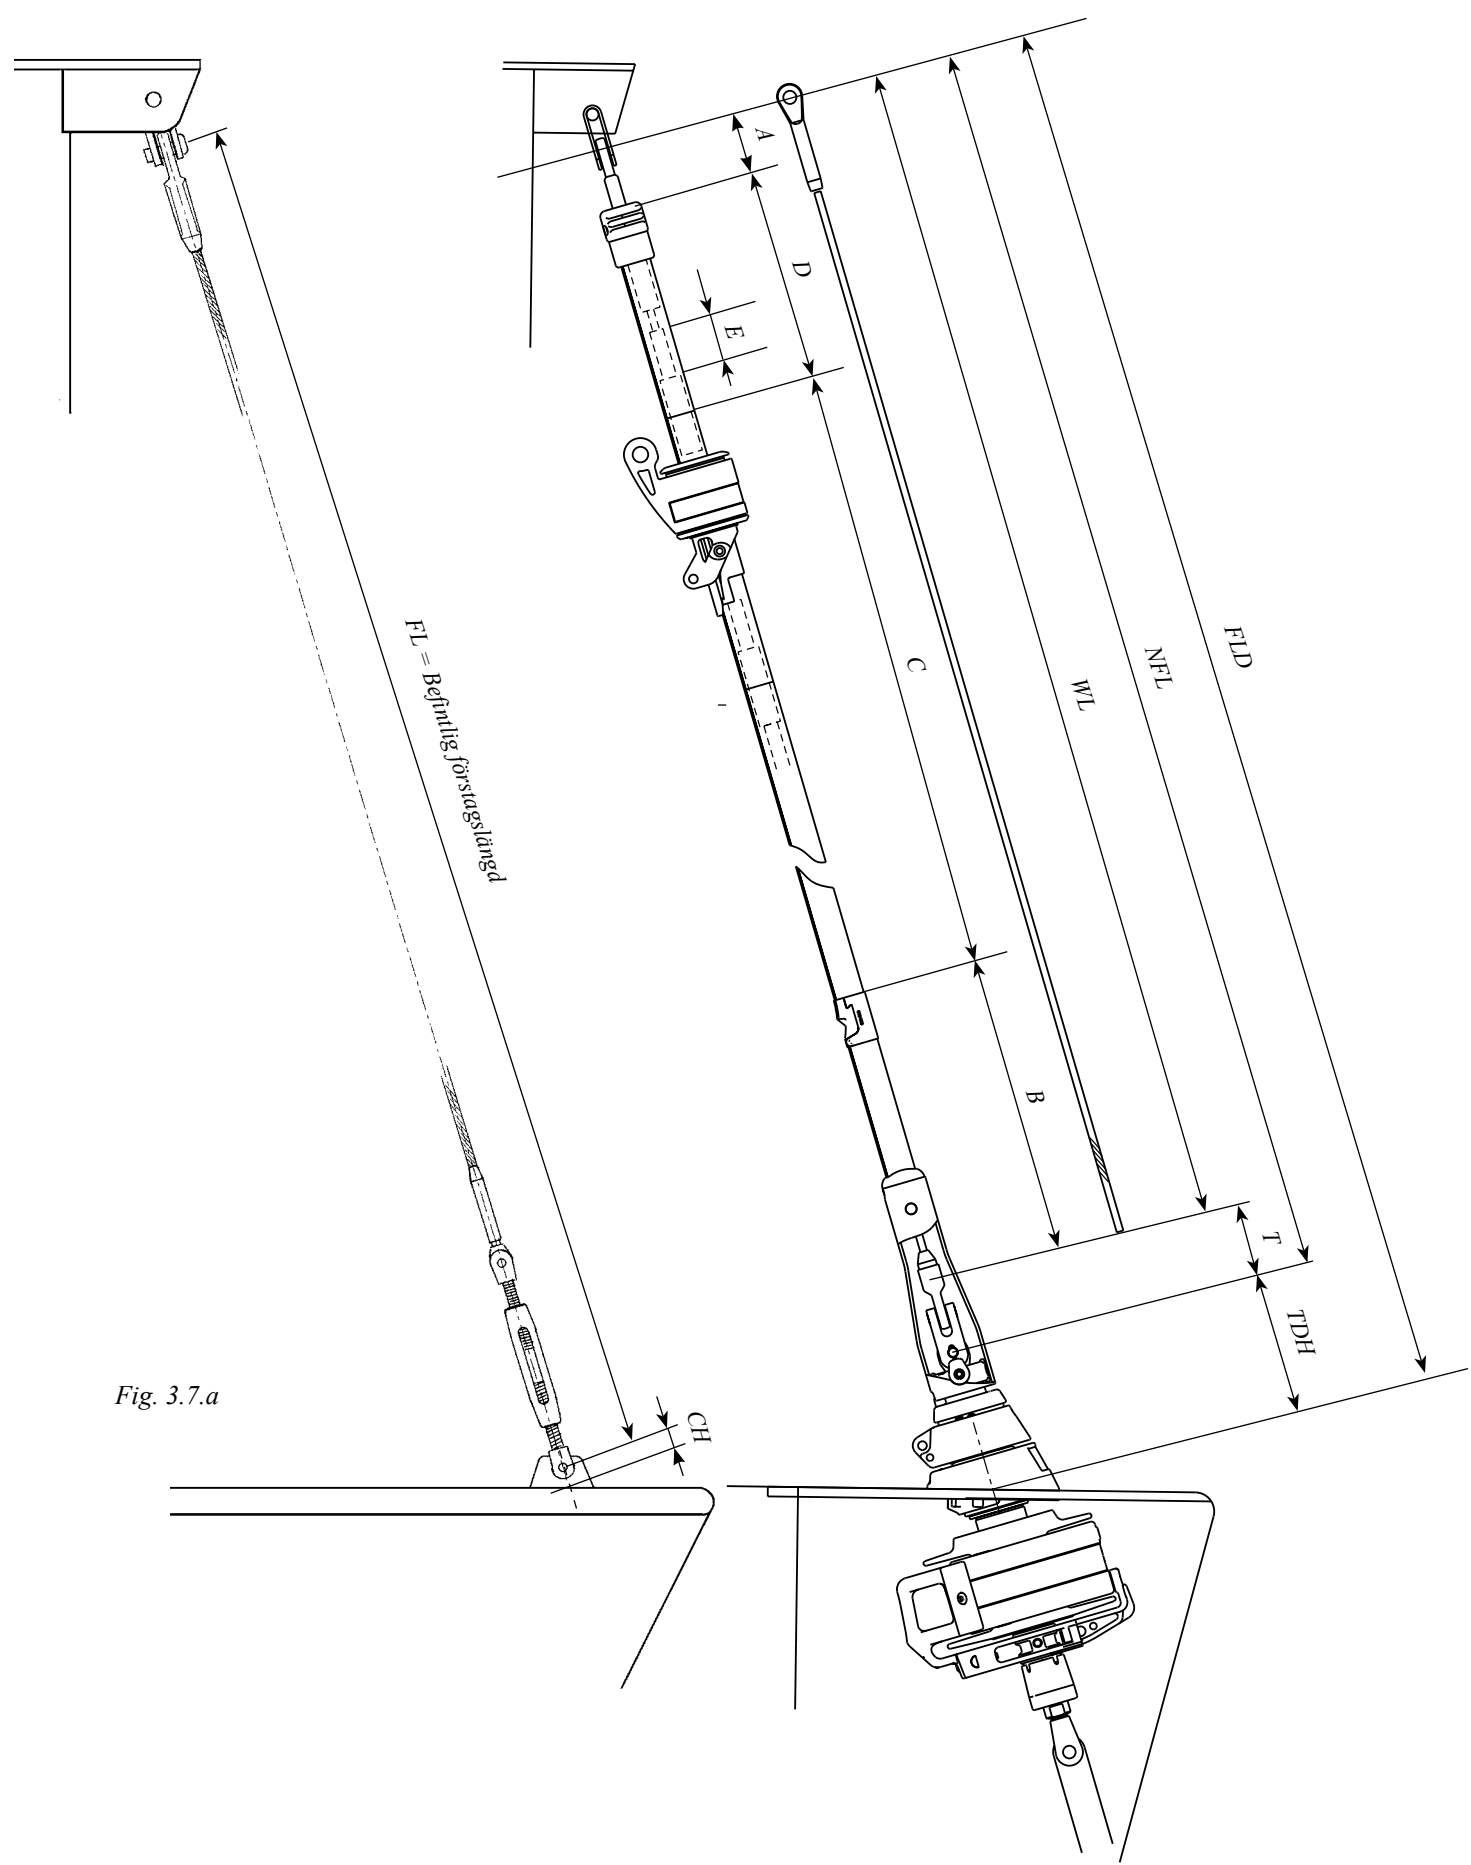 A
D
E
FLD
NFL
WL
C
FL = Befintlig förstagslängd
B
T
TDH
Fig. 3.7.a
CH